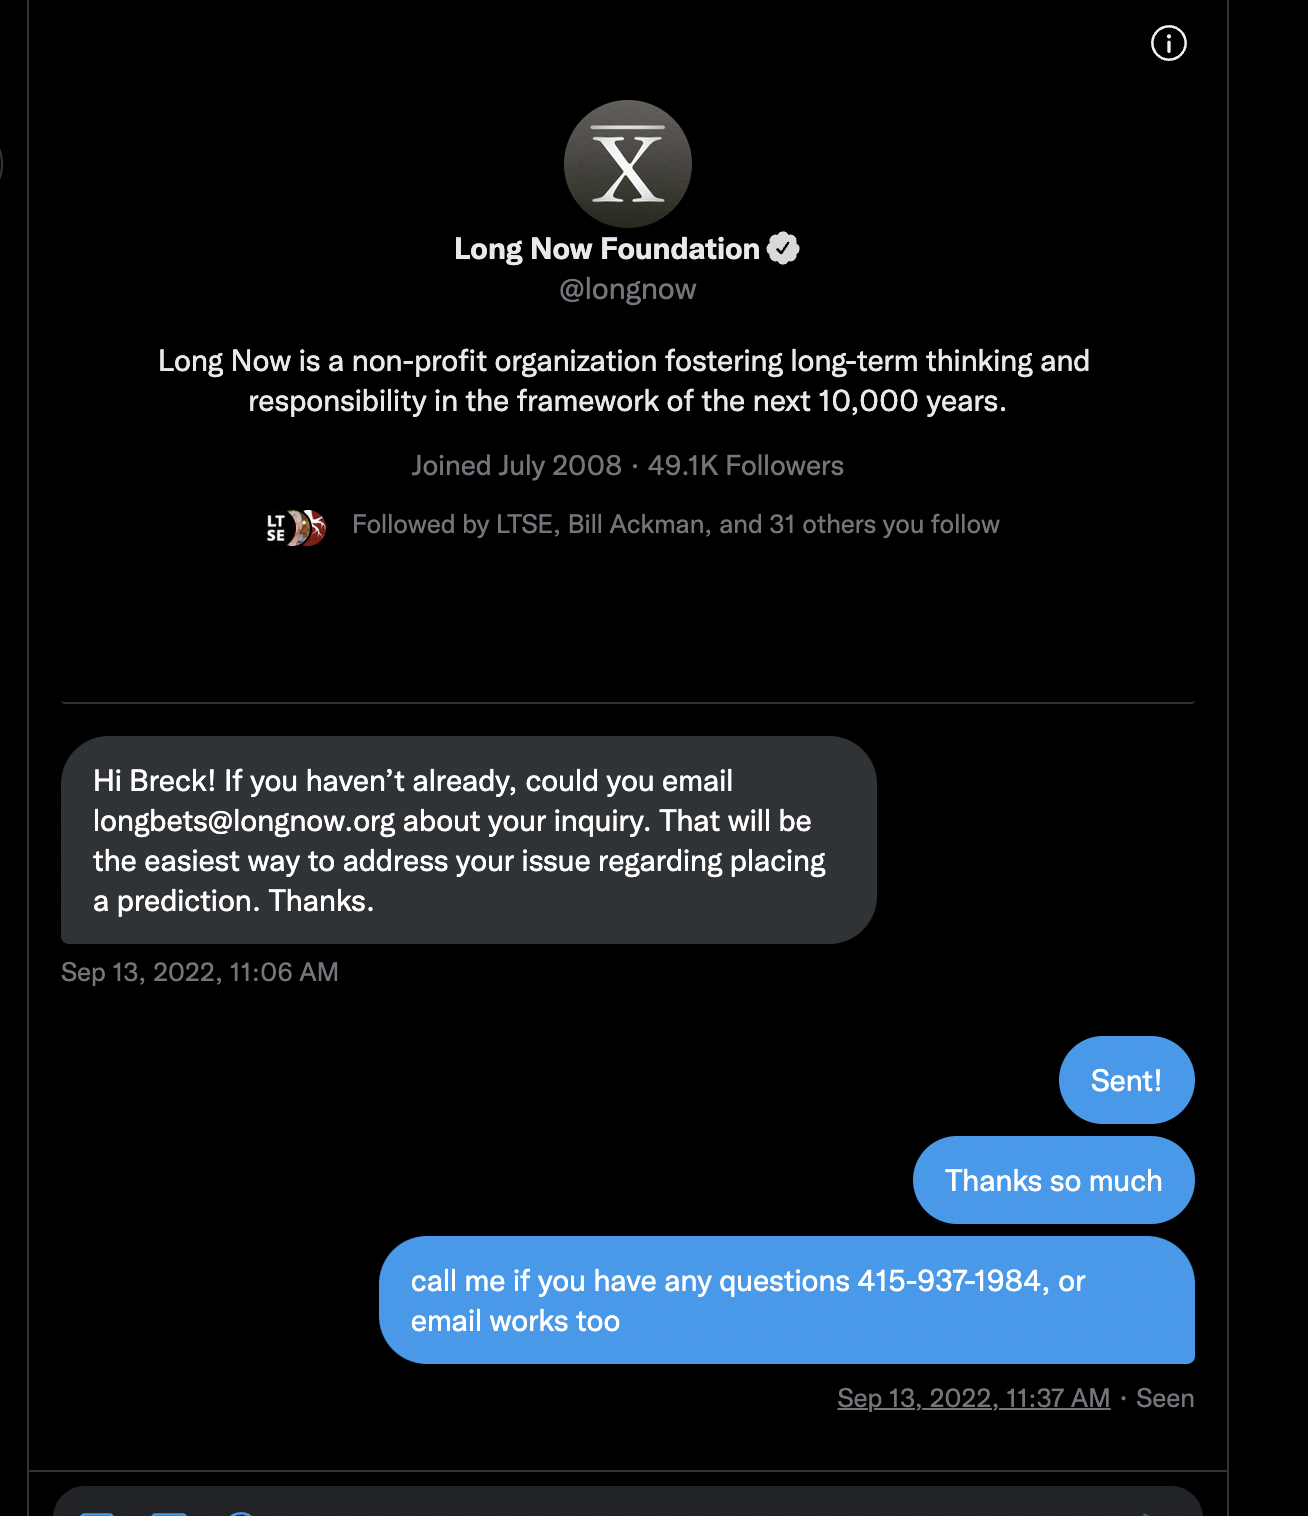 X
Long Now Foundation
@longnow
Long Now is a non-profit organization fostering long-term thinking and
responsibility in the framework of the next 10,000 years.
Joined July 2008 · 49.1K Followers
LT
SE
Followed by LTSE, Bill Ackman, and 31 others you follow
Hi Breck! If you haven’t already, could you email
longbets@longnow.org about your inquiry. That will be
the easiest way to address your issue regarding placing
a prediction. Thanks.
Sep 13, 2022, 11:06 AM
Sent!
Thanks so much
call me if you have any questions 415-937-1984, or
email works too
Sep 13, 2022, 11:37 AM · Seen